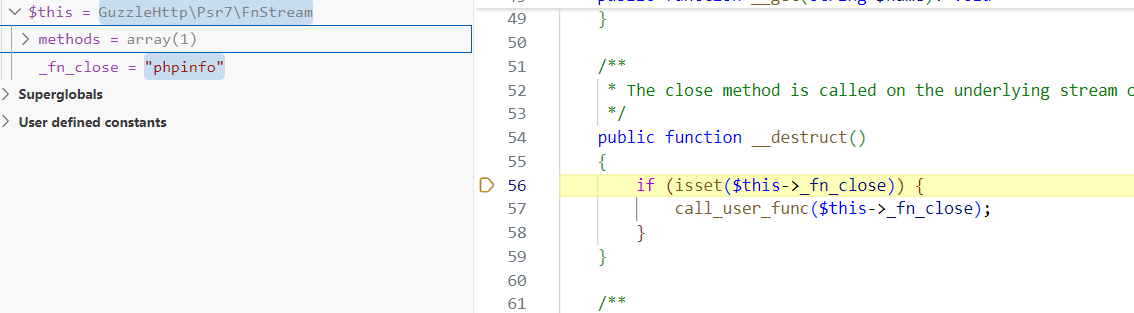 $this = GuzzleHttp\Psr7\FnStream
methods = array(1)
_fn_close = "phpinfo"
Superglobals
User defined constants
49 }
50
51 /**
52 * The close method is called on the underlying stream
53 */
54 public function __destruct()
55 {
56 if (isset($this->_fn_close)) {
57 call_user_func($this->_fn_close);
58 }
59 }
60
61 /**